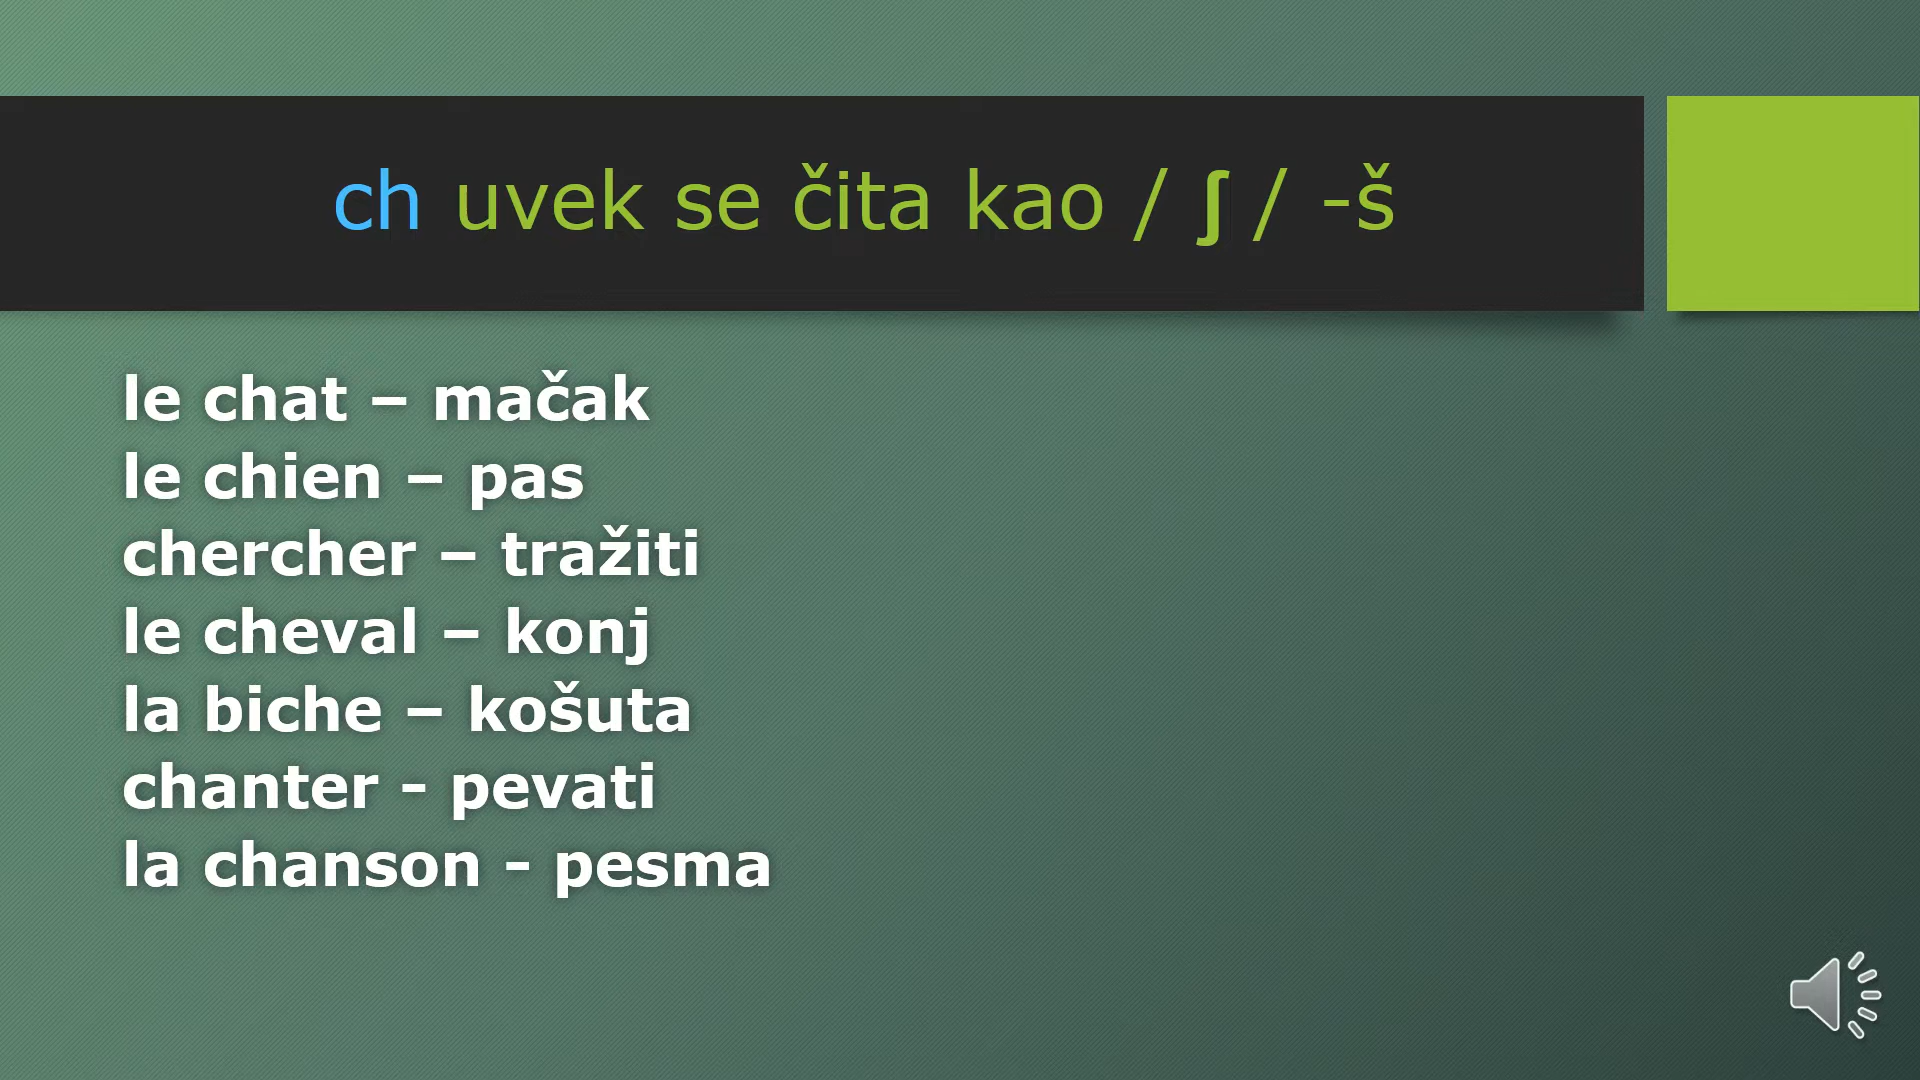 ch uvek se čita kao / ʃ / -š
le chat – mačak
le chien – pas
chercher – tražiti
le cheval – konj
la biche – košuta
chanter - pevati
la chanson - pesma